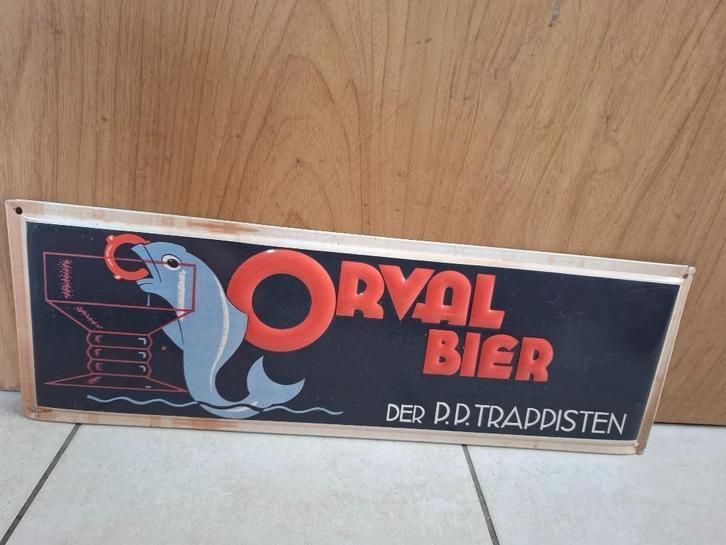 ORVAL
BIER
DER P.P. TRAPPISTEN